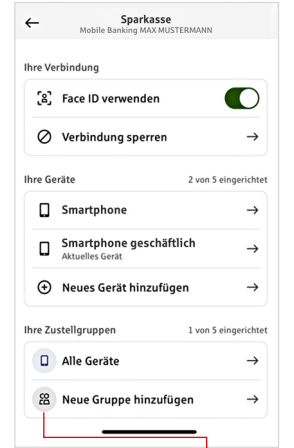 Sparkasse
Mobile Banking MAX MUSTERMANN
Ihre Verbindung
Face ID verwenden
Verbindung sperren
Ihre Geräte 2 von 5 eingerichtet
Smartphone
Smartphone geschäftlich
Aktuelles Gerät
Neues Gerät hinzufügen
Ihre Zustellgruppen 1 von 5 eingerichtet
Alle Geräte
Neue Gruppe hinzufügen